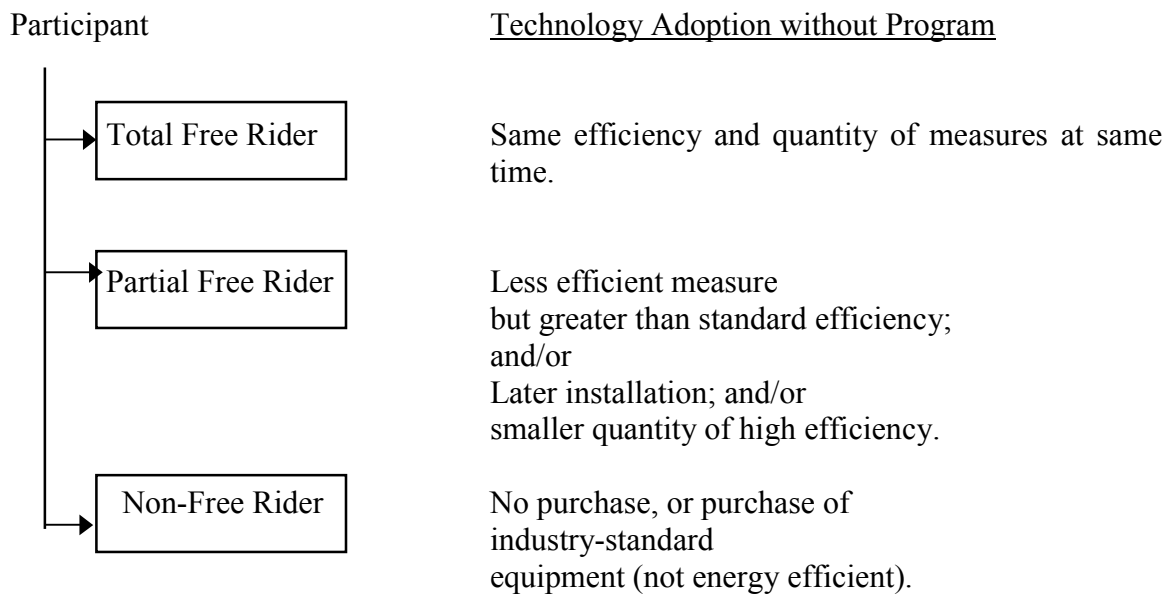 Participant
Technology Adoption without Program
Total Free Rider
Same efficiency and quantity of measures at same
time.
Partial Free Rider
Less efficient measure
but greater than standard efficiency;
and/or
Later installation; and/or
smaller quantity of high efficiency.
Non-Free Rider
No purchase, or purchase of
industry-standard
equipment (not energy efficient).